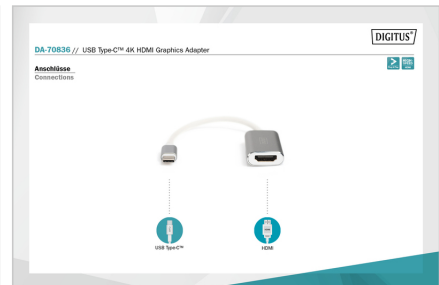 DIGITUS®
DA-70836 // USB Type-C™ 4K HDMI Graphics Adapter
Anschlüsse
Connections
USB Type-C™
HDMI